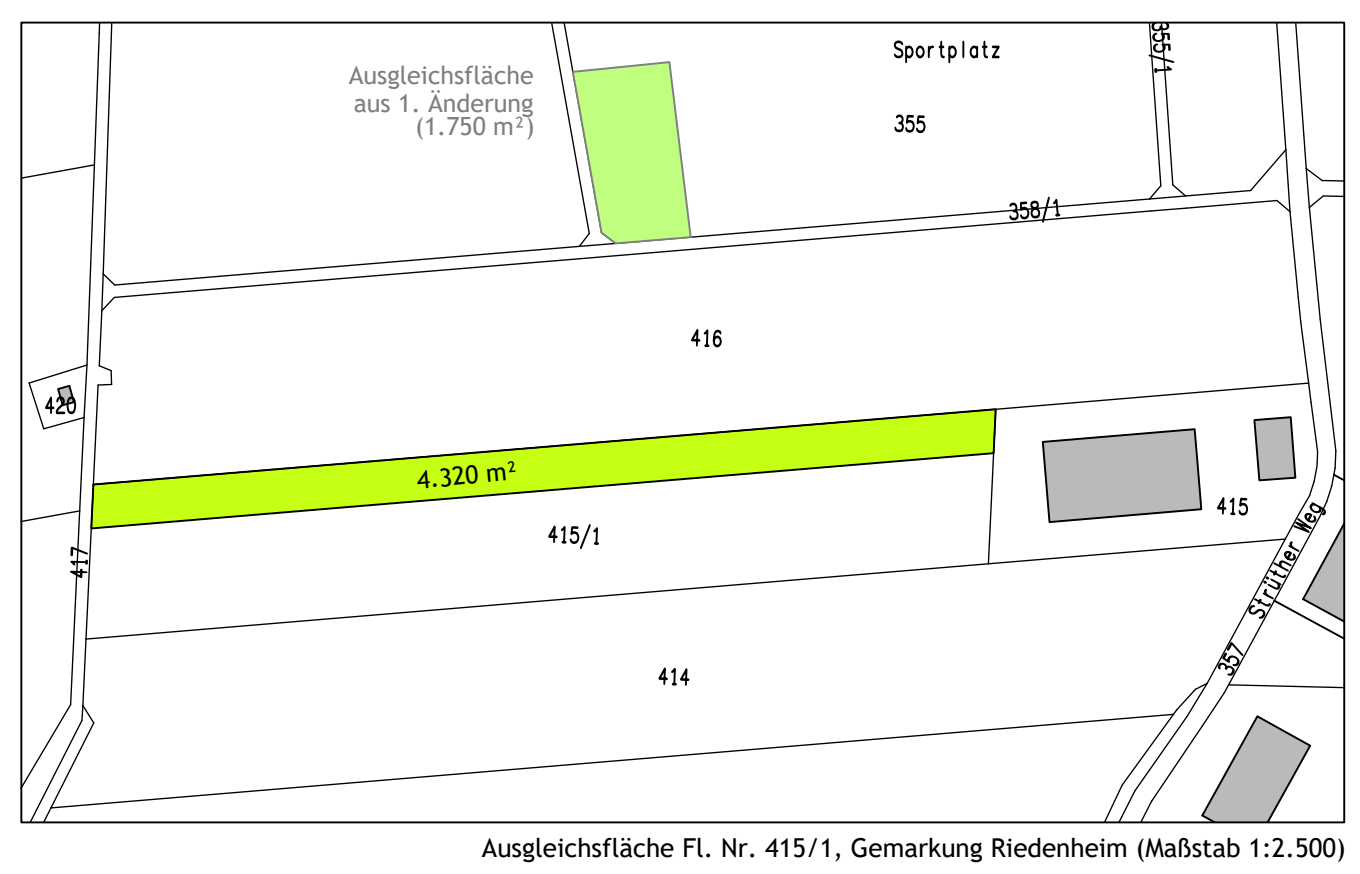 Sportplatz
355/1
Ausgleichsfläche
aus 1. Änderung
(1.750 m²)
355
358/1
416
420
4.320 m²
415
415/1
417
Strüther Weg
357
414
Ausgleichsfläche Fl. Nr. 415/1, Gemarkung Riedenheim (Maßstab 1:2.500)